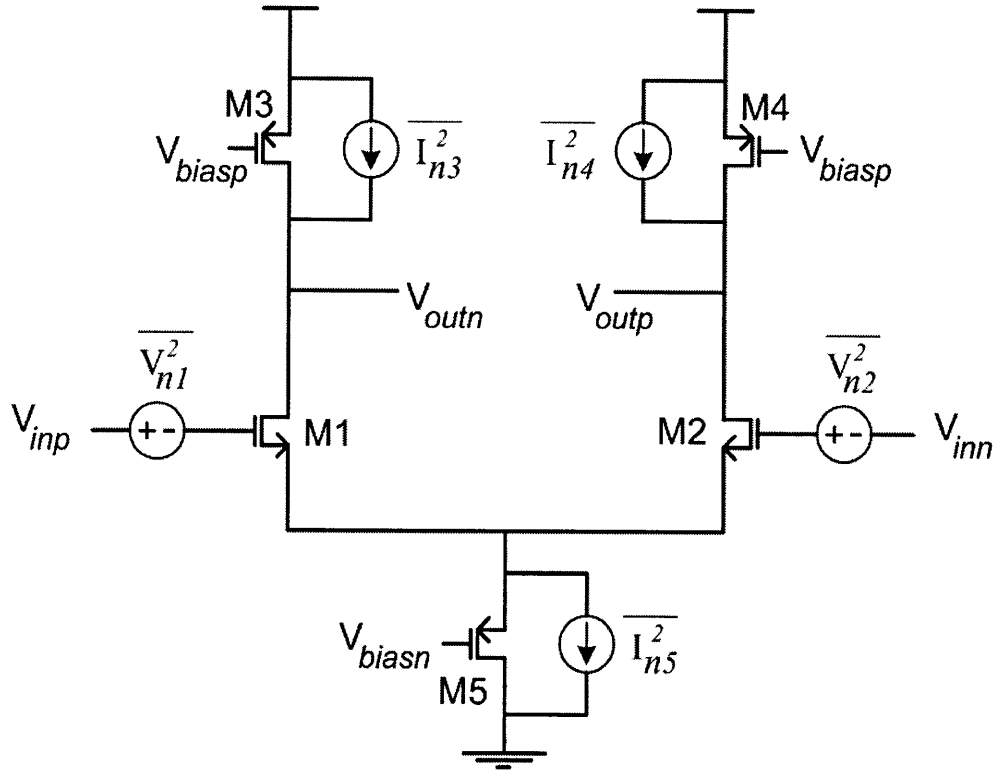 M3
M4
V_biasp
I²_n3
I²_n4
V_biasp
V_outn
V_outp
V²_n1
V²_n2
V_inp
+ -
M1
M2
+ -
V_inn
V_biasn
I²_n5
M5